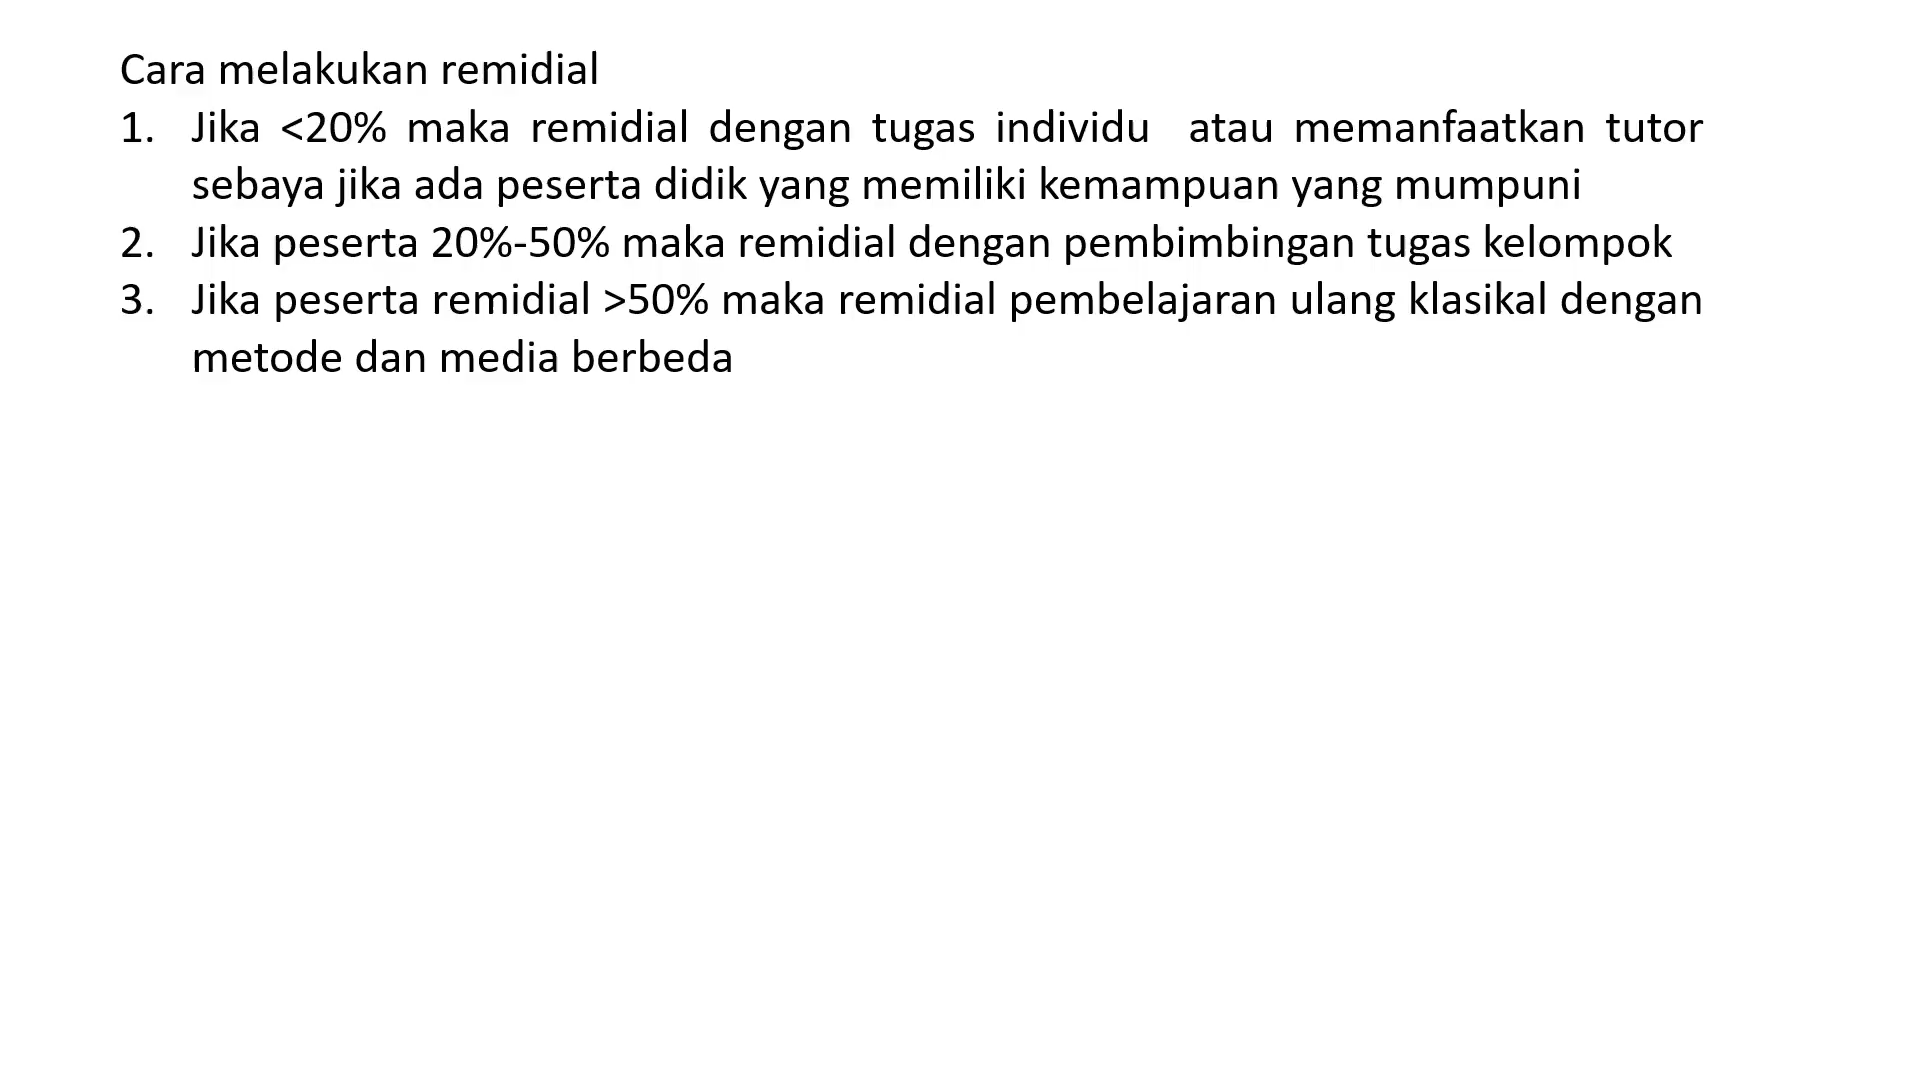 Cara melakukan remidial
1. Jika <20% maka remidial dengan tugas individu atau memanfaatkan tutor
sebaya jika ada peserta didik yang memiliki kemampuan yang mumpuni
2. Jika peserta 20%-50% maka remidial dengan pembimbingan tugas kelompok
3. Jika peserta remidial >50% maka remidial pembelajaran ulang klasikal dengan
metode dan media berbeda